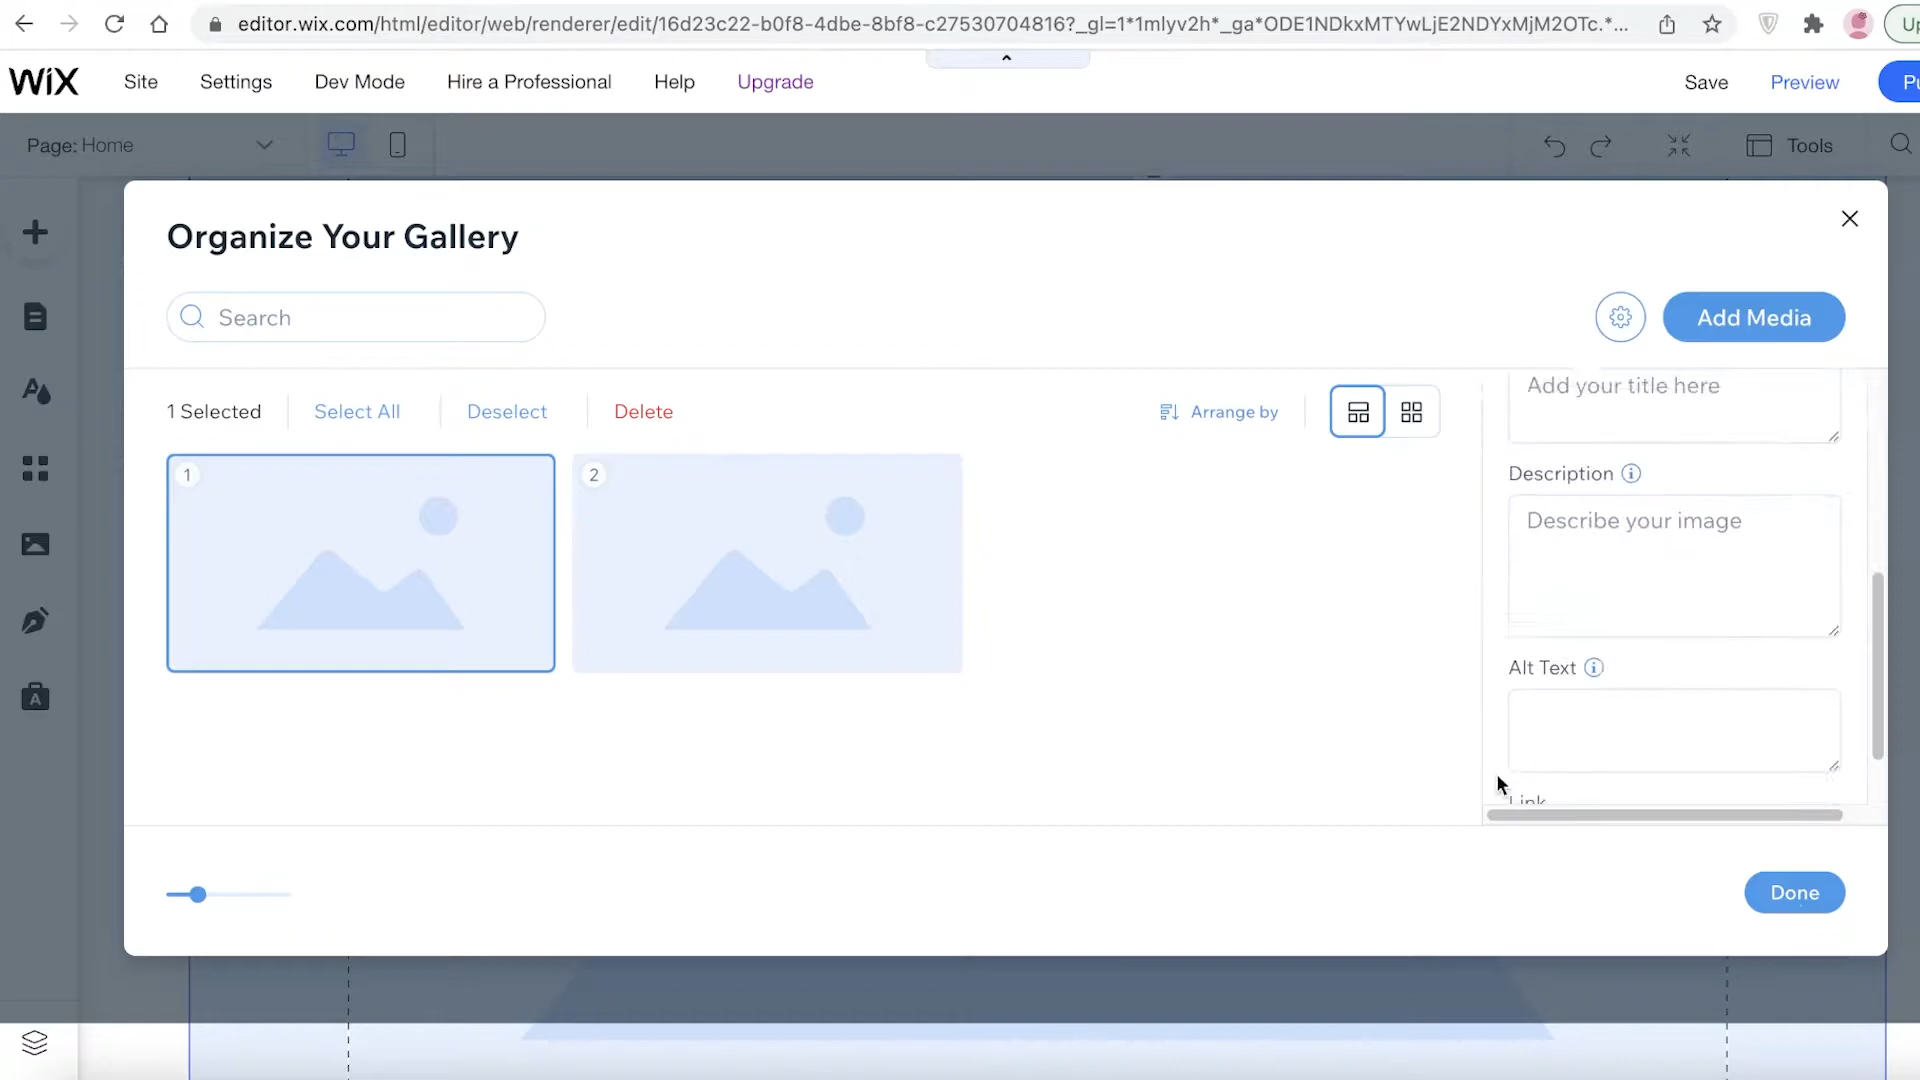 editor.wix.com/html/editor/web/renderer/edit/16d23c22-b0f8-4dbe-8bf8-c27530704816?_gl=1*1mlyv2h*_ga*ODE1NDkxMTYwLjE2NDYxMjM2OTc.*...
Up
WiX Site Settings Dev Mode Hire a Professional Help Upgrade Save Preview Pu
Page: Home Tools
Organize Your Gallery
Search Add Media
1 Selected Select All Deselect Delete Arrange by
Add your title here
1 2
Description
Describe your image
Alt Text
Link
Done